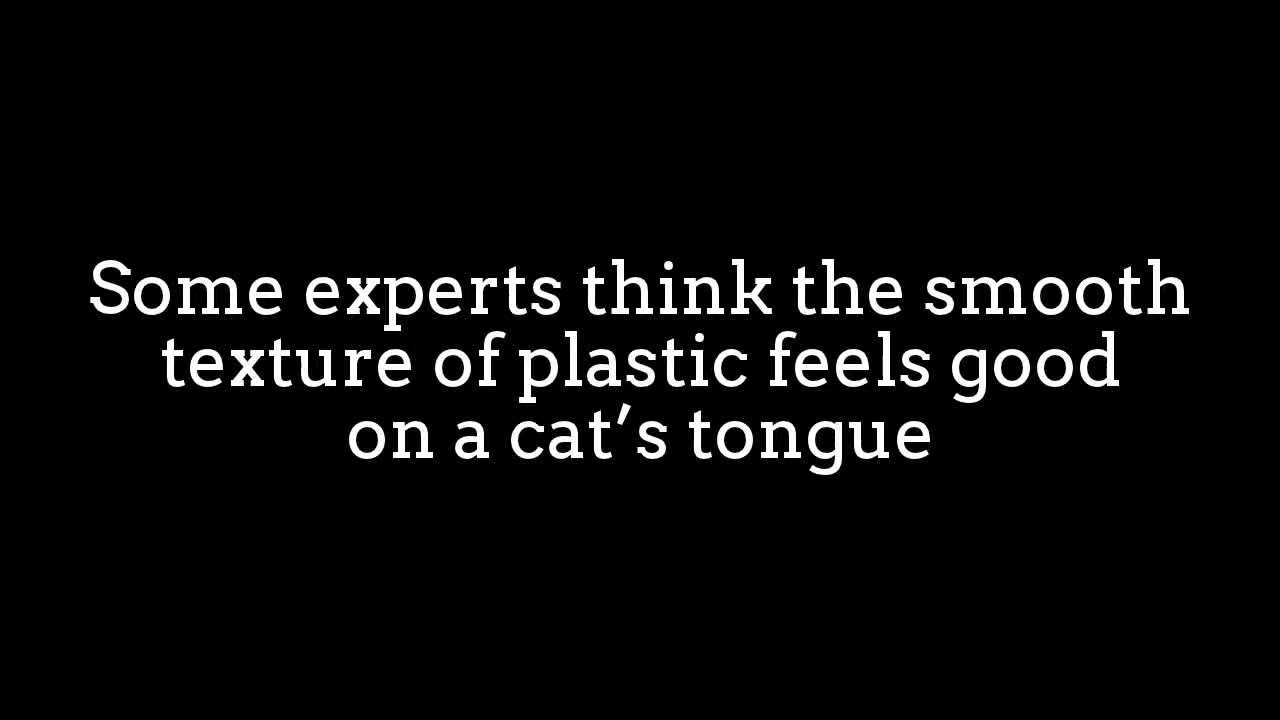 Some experts think the smooth
texture of plastic feels good
on a cat’s tongue